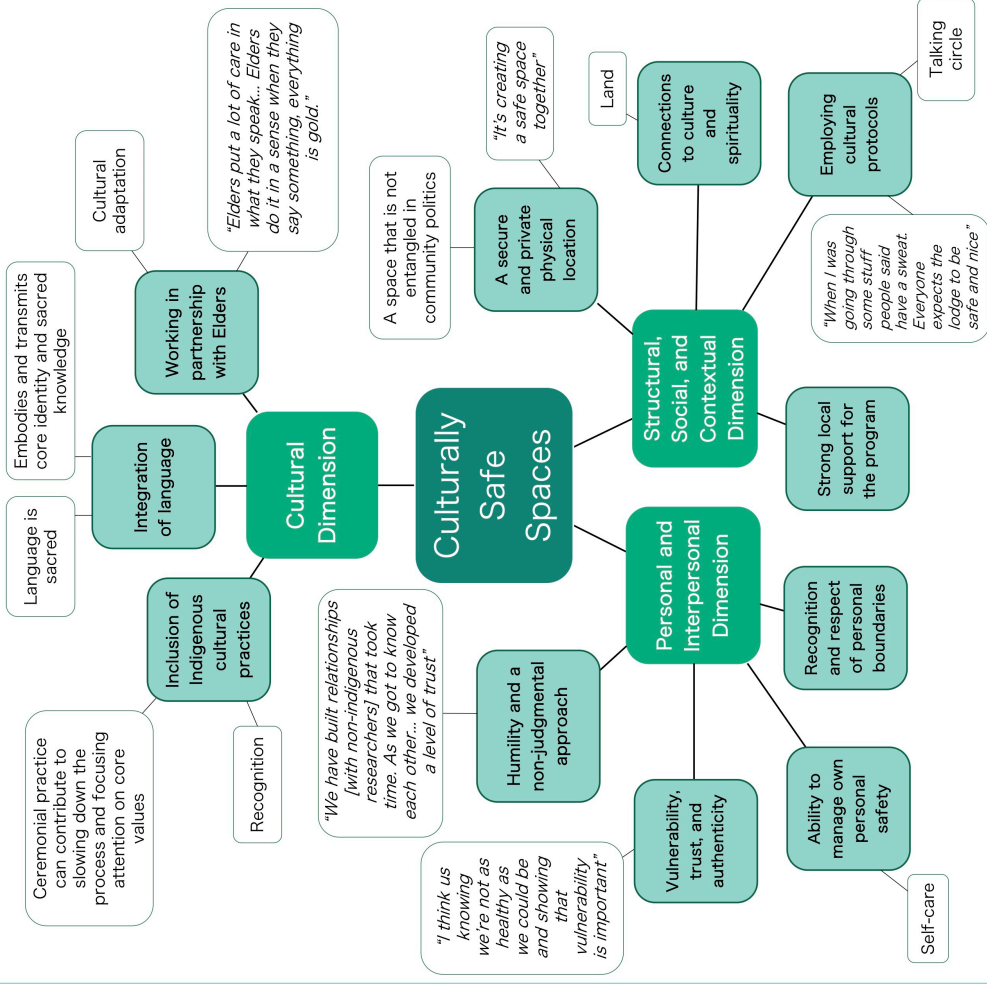 Ceremonial practice
can contribute to
slowing down the
process and focusing
attention on core
values
Recognition
Inclusion of
Indigenous
cultural
practices
Language is
sacred
Embodies and transmits
core identity and sacred
knowledge
Integration
of language
Cultural
adaptation
"Elders put a lot of care in
what they speak... Elders
do it in a sense when they
say something, everything
is gold."
Working in
partnership
with Elders
Cultural
Dimension
Culturally
Safe
Spaces
"We have built relationships
[with non-indigenous
researchers] that took
time. As we got to know
each other... we developed
a level of trust"
Humility and a
non-judgmental
approach
"I think us
knowing
we're not as
healthy as
we could be
and showing
that
vulnerability
is important"
Vulnerability,
trust, and
authenticity
Personal and
Interpersonal
Dimension
Self-care
Ability to
manage own
personal
safety
Recognition
and respect
of personal
boundaries
A space that is not
entangled in
community politics
"It's creating
a safe space
together"
A secure
and private
physical
location
Land
Connections
to culture
and
spirituality
Structural,
Social, and
Contextual
Dimension
Strong local
support for
the program
"When I was
going through
some stuff
people said
have a sweat.
Everyone
expects the
lodge to be
safe and nice"
Employing
cultural
protocols
Talking
circle